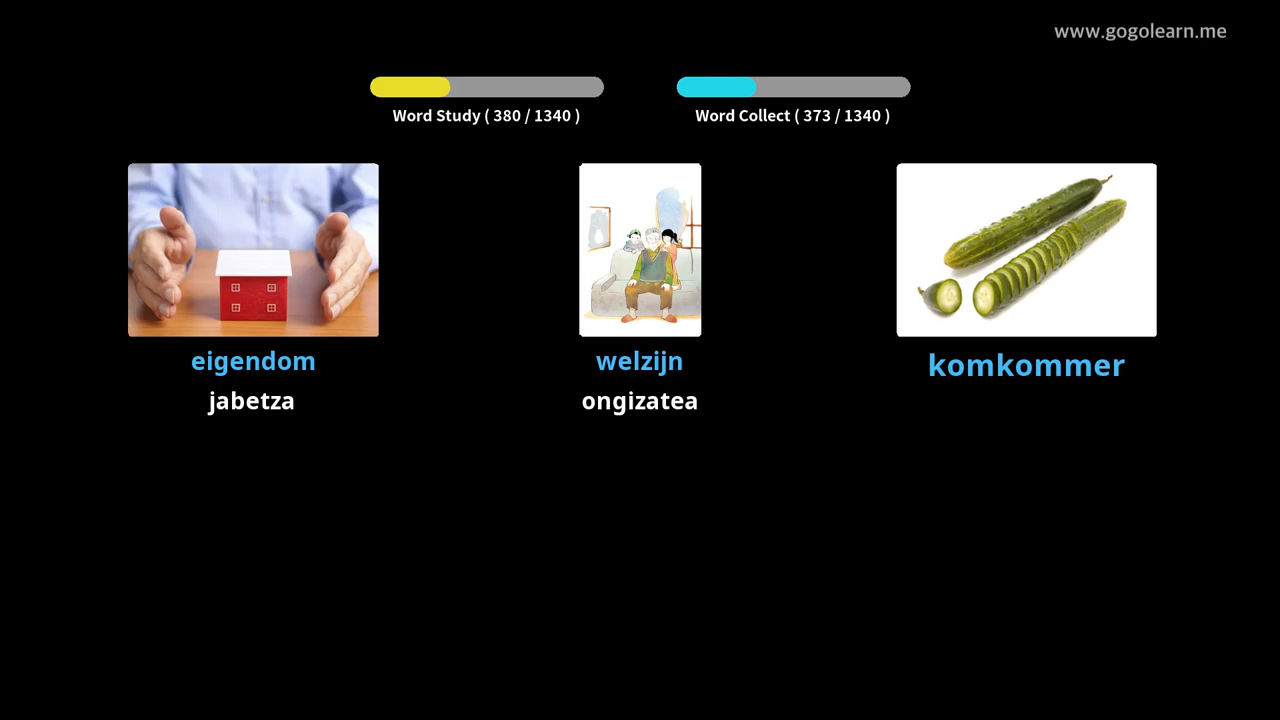 www.gogolearn.me
Word Study ( 380 / 1340 )
Word Collect ( 373 / 1340 )
eigendom
jabetza
welzijn
ongizatea
komkommer